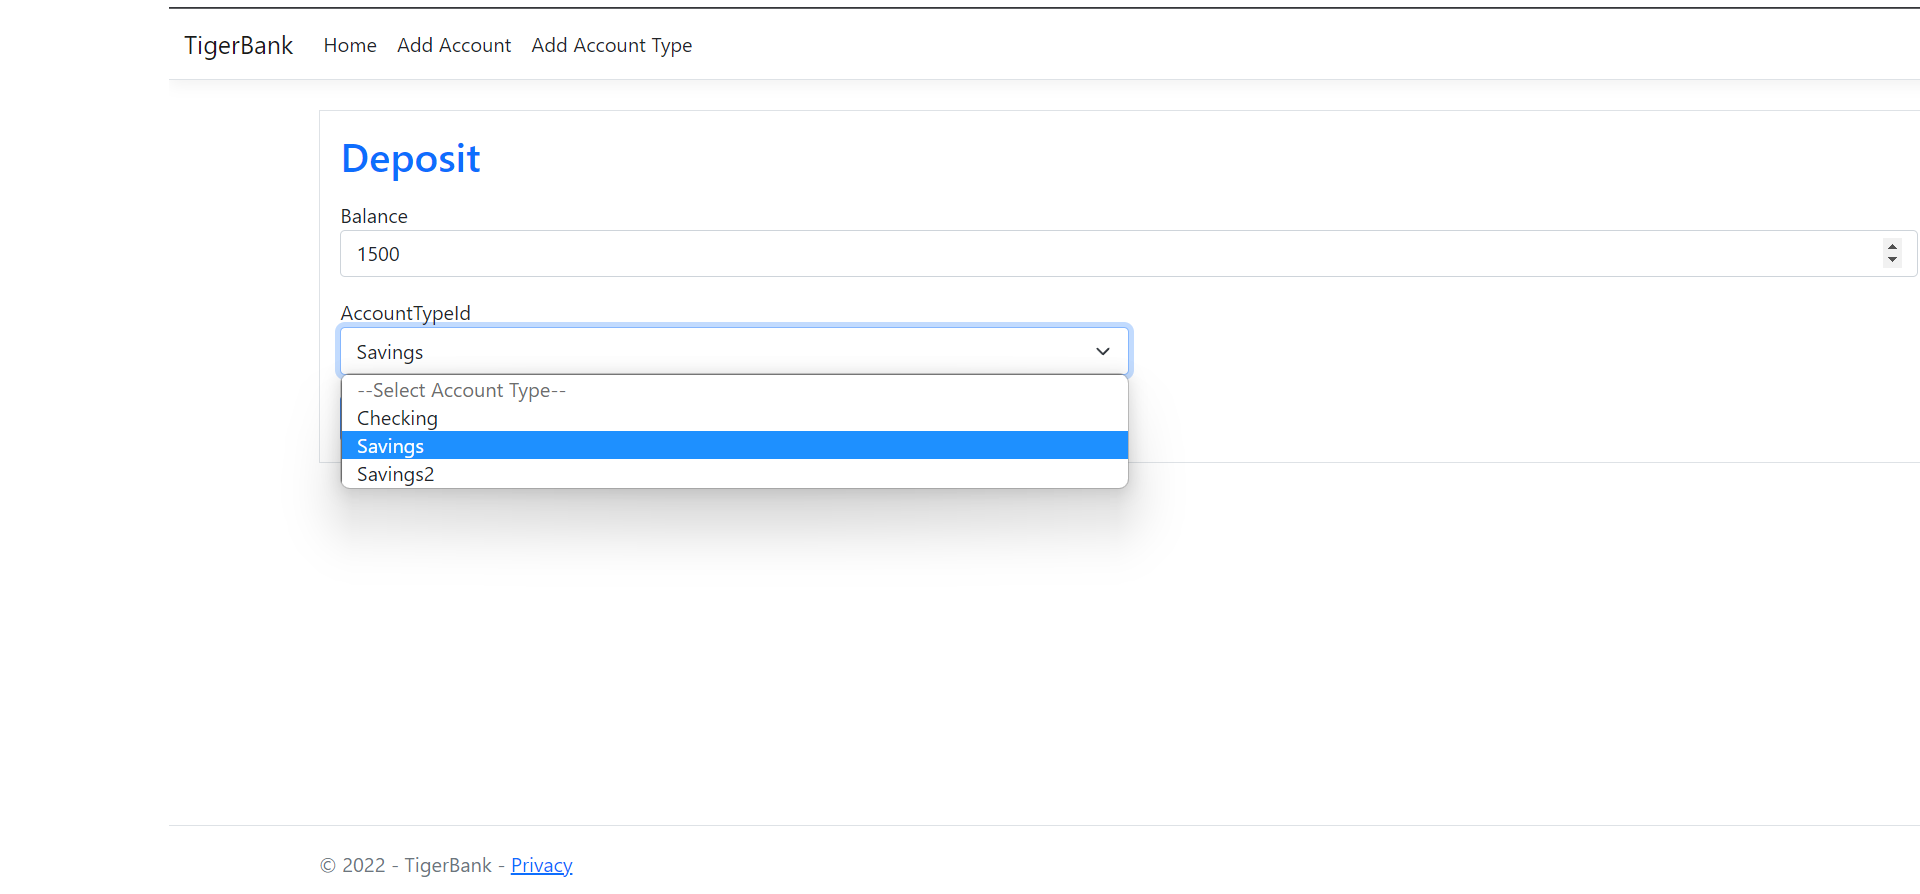 TigerBank Home Add Account Add Account Type
Deposit
Balance
1500
AccountTypeId
Savings
--Select Account Type--
Checking
Savings
Savings2
© 2022 - TigerBank - Privacy